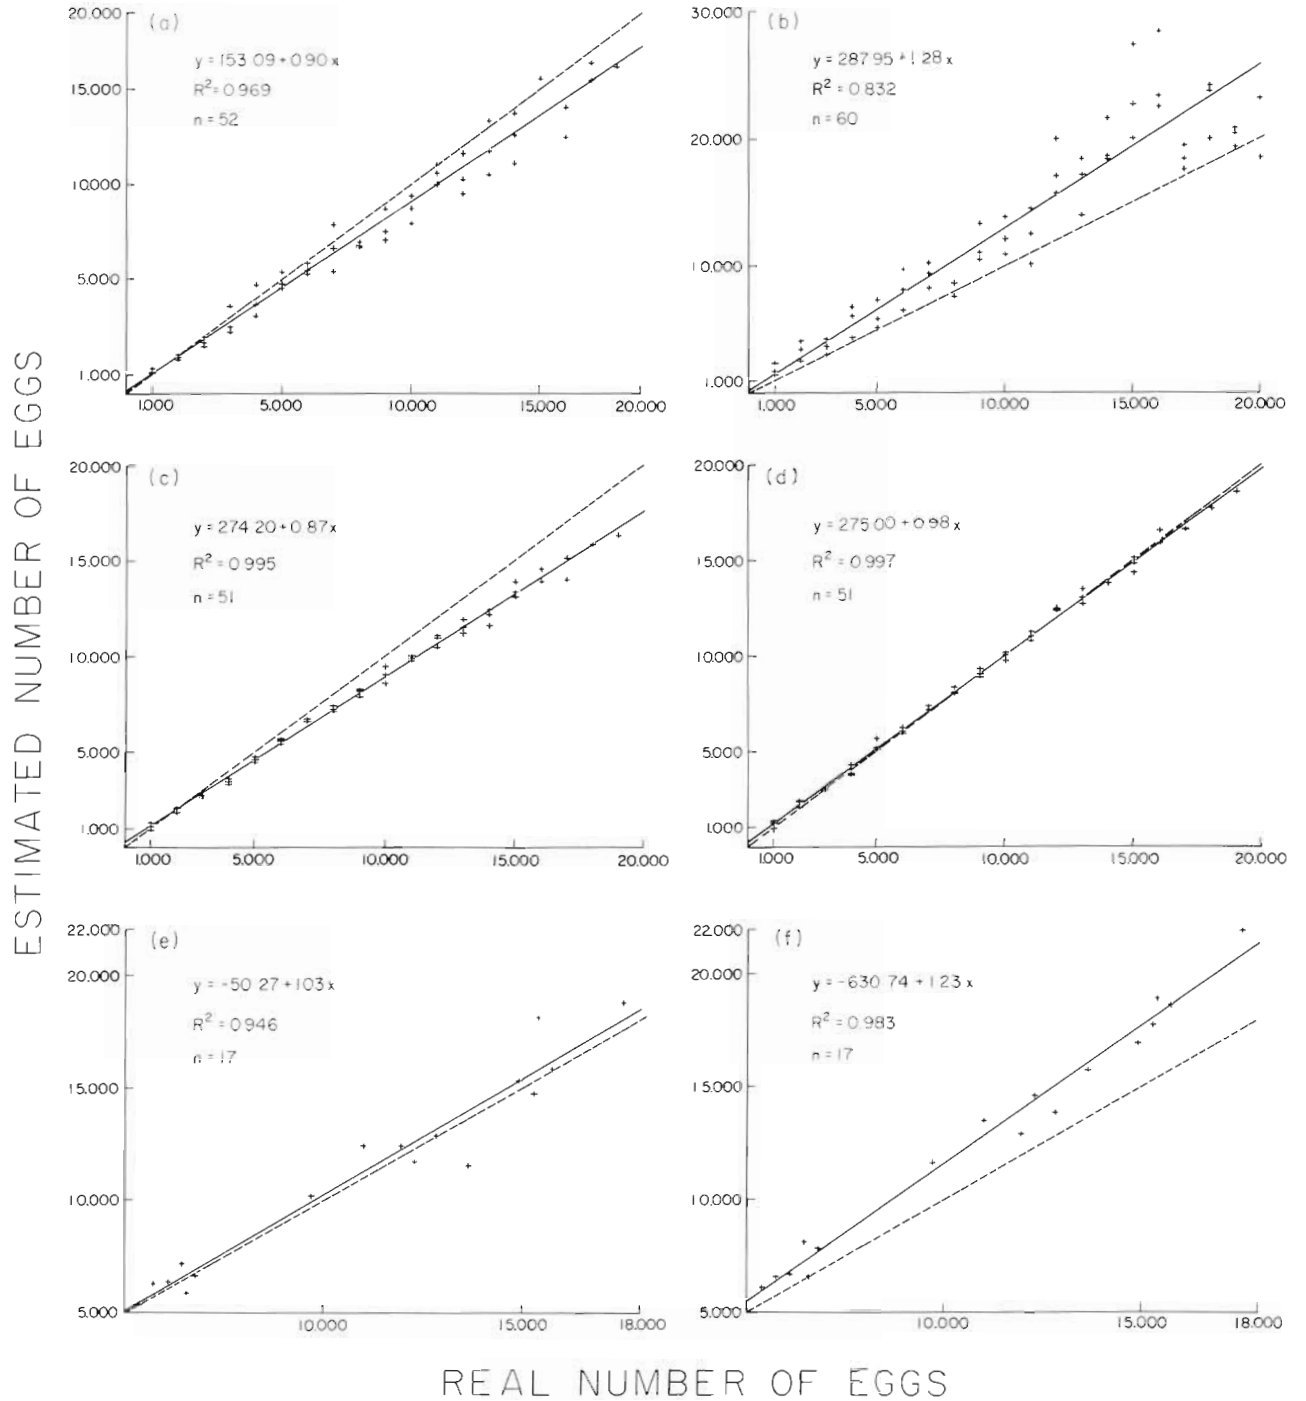 ESTIMATED NUMBER OF EGGS
(a)
y = 153.09 + 0.90 x
R² = 0.969
n = 52
20.000
15.000
10.000
5.000
1.000
1.000 5.000 10.000 15.000 20.000
(b)
y = 287.95 + 1.28 x
R² = 0.832
n = 60
30.000
20.000
10.000
1.000
1.000 5.000 10.000 15.000 20.000
(c)
y = 274.20 + 0.87 x
R² = 0.995
n = 51
20.000
15.000
10.000
5.000
1.000
1.000 5.000 10.000 15.000 20.000
(d)
y = 275.00 + 0.98 x
R² = 0.997
n = 51
20.000
15.000
10.000
5.000
1.000
1.000 5.000 10.000 15.000 20.000
(e)
y = -50.27 + 1.03 x
R² = 0.946
n = 17
22.000
20.000
15.000
10.000
5.000
10.000 15.000 18.000
(f)
y = -630.74 + 1.23 x
R² = 0.983
n = 17
22.000
20.000
15.000
10.000
5.000
10.000 15.000 18.000
REAL NUMBER OF EGGS